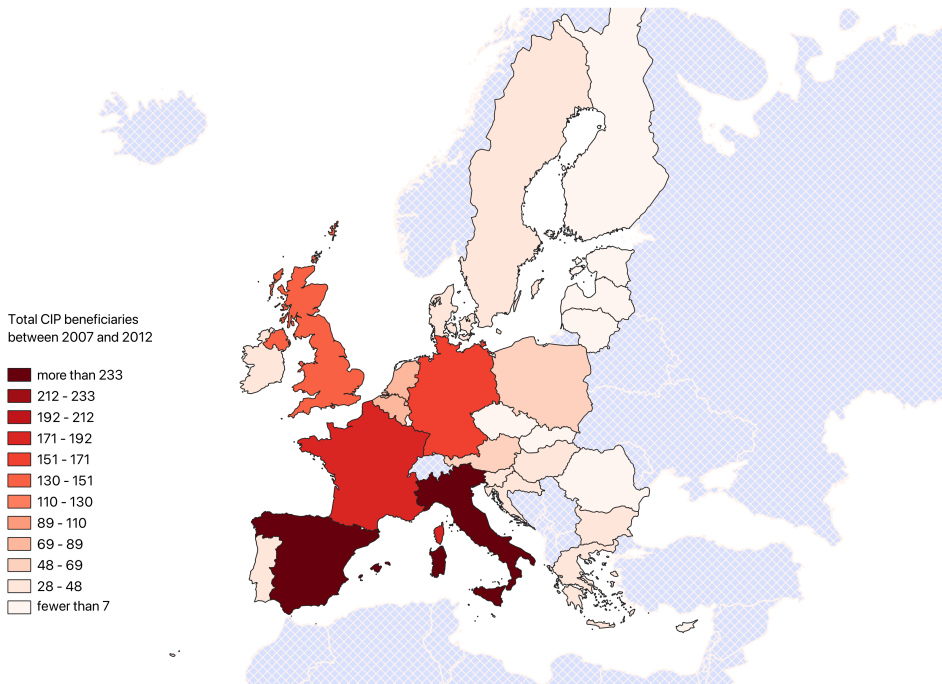 Total CIP beneficiaries
between 2007 and 2012
more than 233
212 - 233
192 - 212
171 - 192
151 - 171
130 - 151
110 - 130
89 - 110
69 - 89
48 - 69
28 - 48
fewer than 7